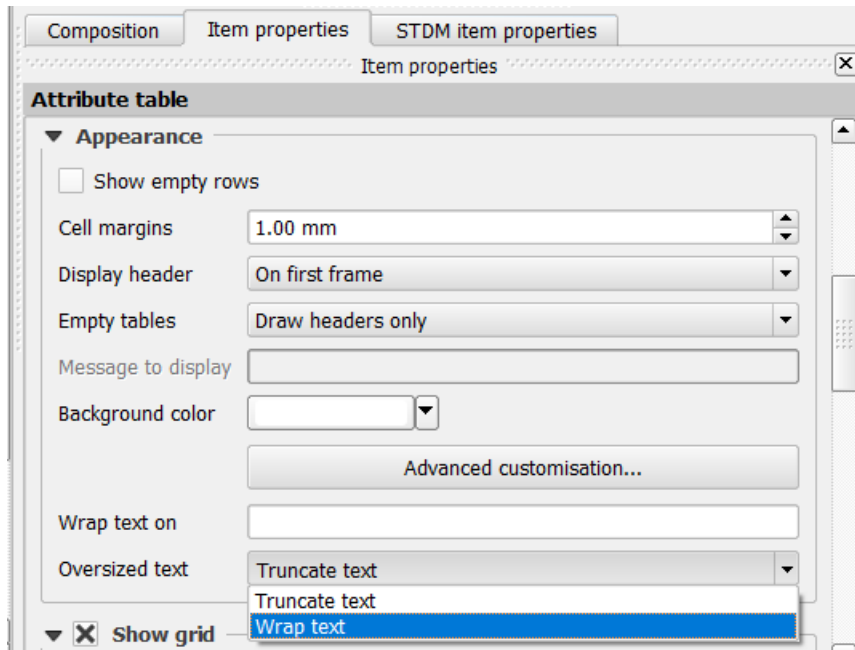 Composition Item properties STDM item properties
Item properties
Attribute table
Appearance
Show empty rows
Cell margins 1.00 mm
Display header On first frame
Empty tables Draw headers only
Message to display
Background color
Advanced customisation...
Wrap text on
Oversized text Truncate text
Truncate text
Wrap text
Show grid